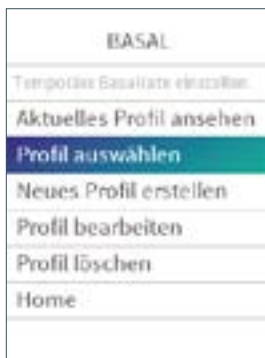 BASAL
Temporäre Basalrate einstellen
Aktuelles Profil ansehen
Profil auswählen
Neues Profil erstellen
Profil bearbeiten
Profil löschen
Home